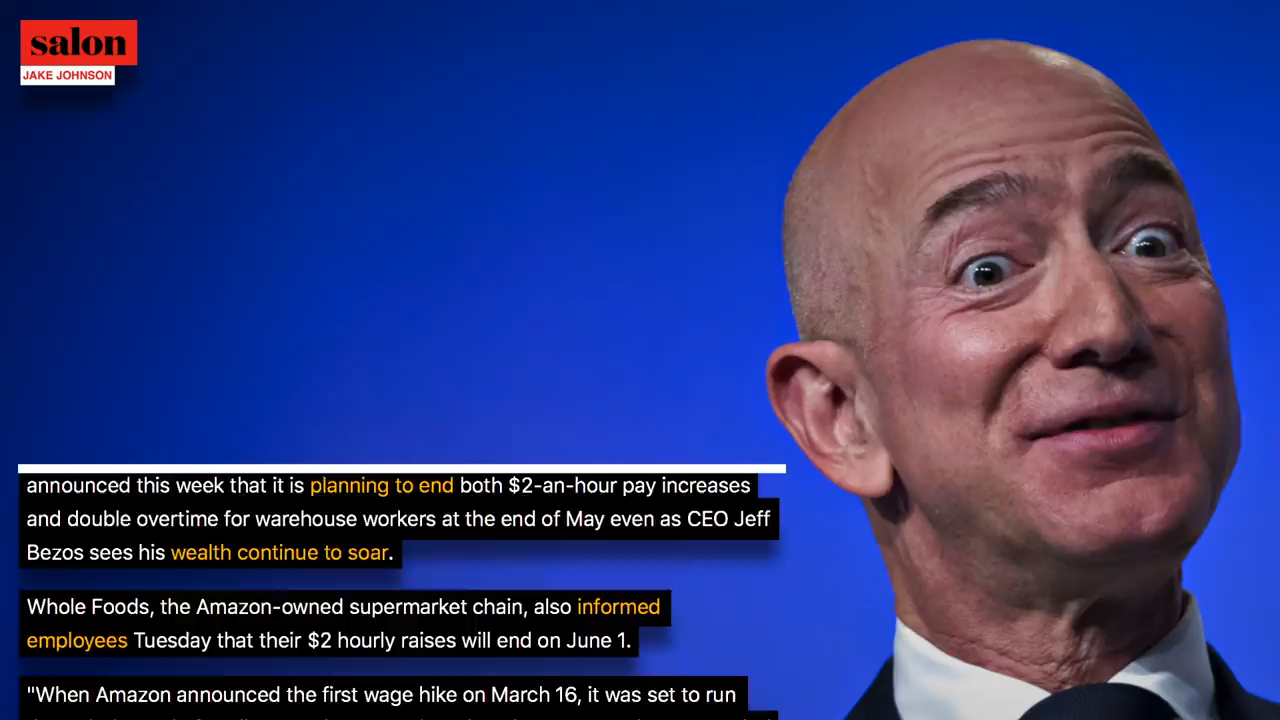 salon
JAKE JOHNSON
announced this week that it is planning to end both $2-an-hour pay increases
and double overtime for warehouse workers at the end of May even as CEO Jeff
Bezos sees his wealth continue to soar.
Whole Foods, the Amazon-owned supermarket chain, also informed
employees Tuesday that their $2 hourly raises will end on June 1.
"When Amazon announced the first wage hike on March 16, it was set to run